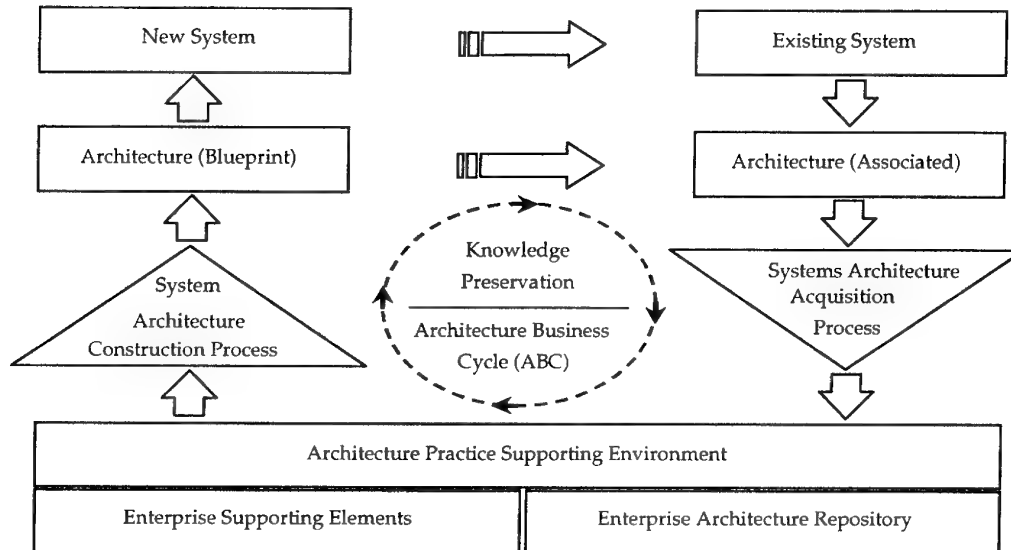 New System
Existing System
Architecture (Blueprint)
Architecture (Associated)
Knowledge
Preservation
Architecture Business
Cycle (ABC)
System
Architecture
Construction Process
Systems Architecture
Acquisition
Process
Architecture Practice Supporting Environment
Enterprise Supporting Elements
Enterprise Architecture Repository